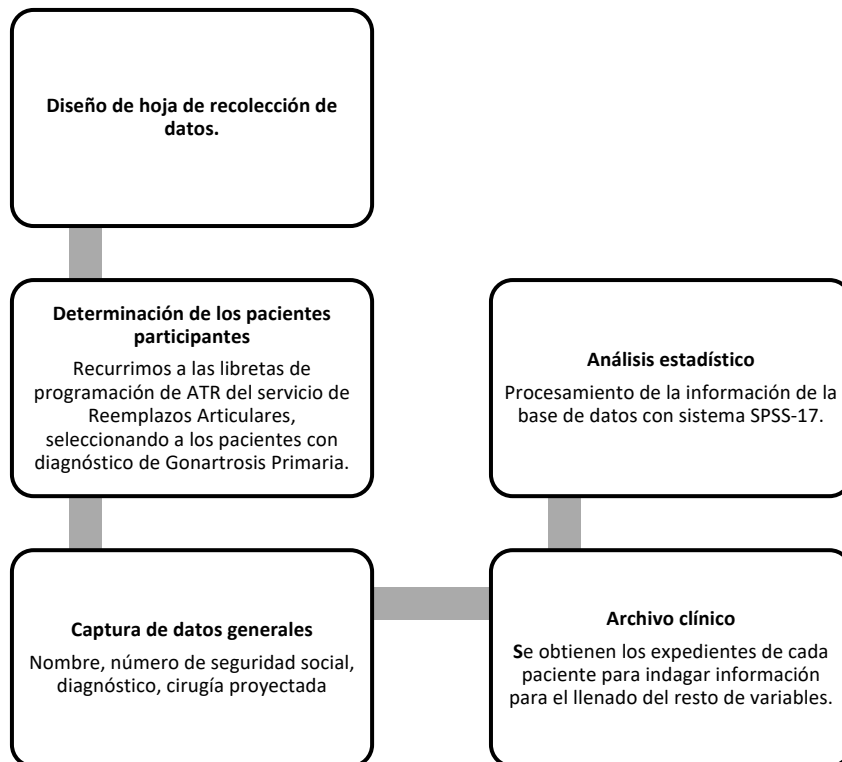 Diseño de hoja de recolección de
datos.
Determinación de los pacientes
participantes
Recurrimos a las libretas de
programación de ATR del servicio de
Reemplazos Articulares,
seleccionando a los pacientes con
diagnóstico de Gonartrosis Primaria.
Captura de datos generales
Nombre, número de seguridad social,
diagnóstico, cirugía proyectada
Archivo clínico
Se obtienen los expedientes de cada
paciente para indagar información
para el llenado del resto de variables.
Análisis estadístico
Procesamiento de la información de la
base de datos con sistema SPSS-17.